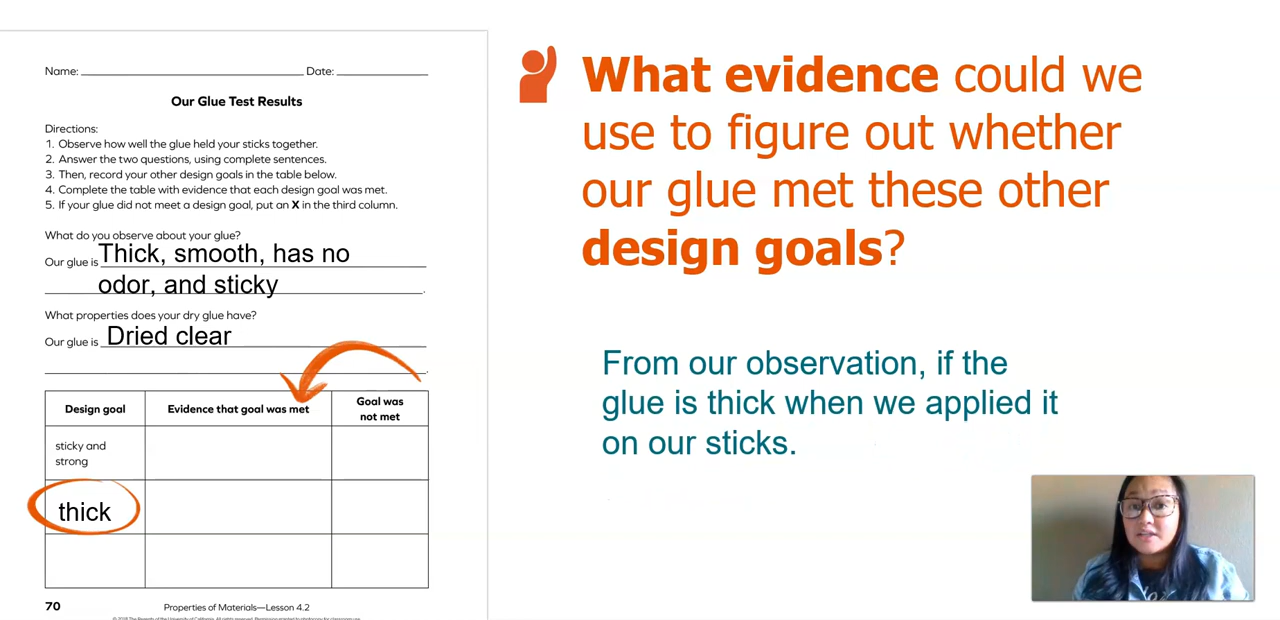 Name: ____________ Date: ____________
Our Glue Test Results
Directions:
1. Observe how well the glue held your sticks together.
2. Answer the two questions, using complete sentences.
3. Then, record your other design goals in the table below.
4. Complete the table with evidence that each design goal was met.
5. If your glue did not meet a design goal, put an X in the third column.
What do you observe about your glue?
Our glue is Thick, smooth, has no
odor, and sticky.
What properties does your dry glue have?
Our glue is Dried clear
.
Design goal Evidence that goal was met Goal was
not met
sticky and
strong
thick
70 Properties of Materials—Lesson 4.2
What evidence could we
use to figure out whether
our glue met these other
design goals?
From our observation, if the
glue is thick when we applied it
on our sticks.